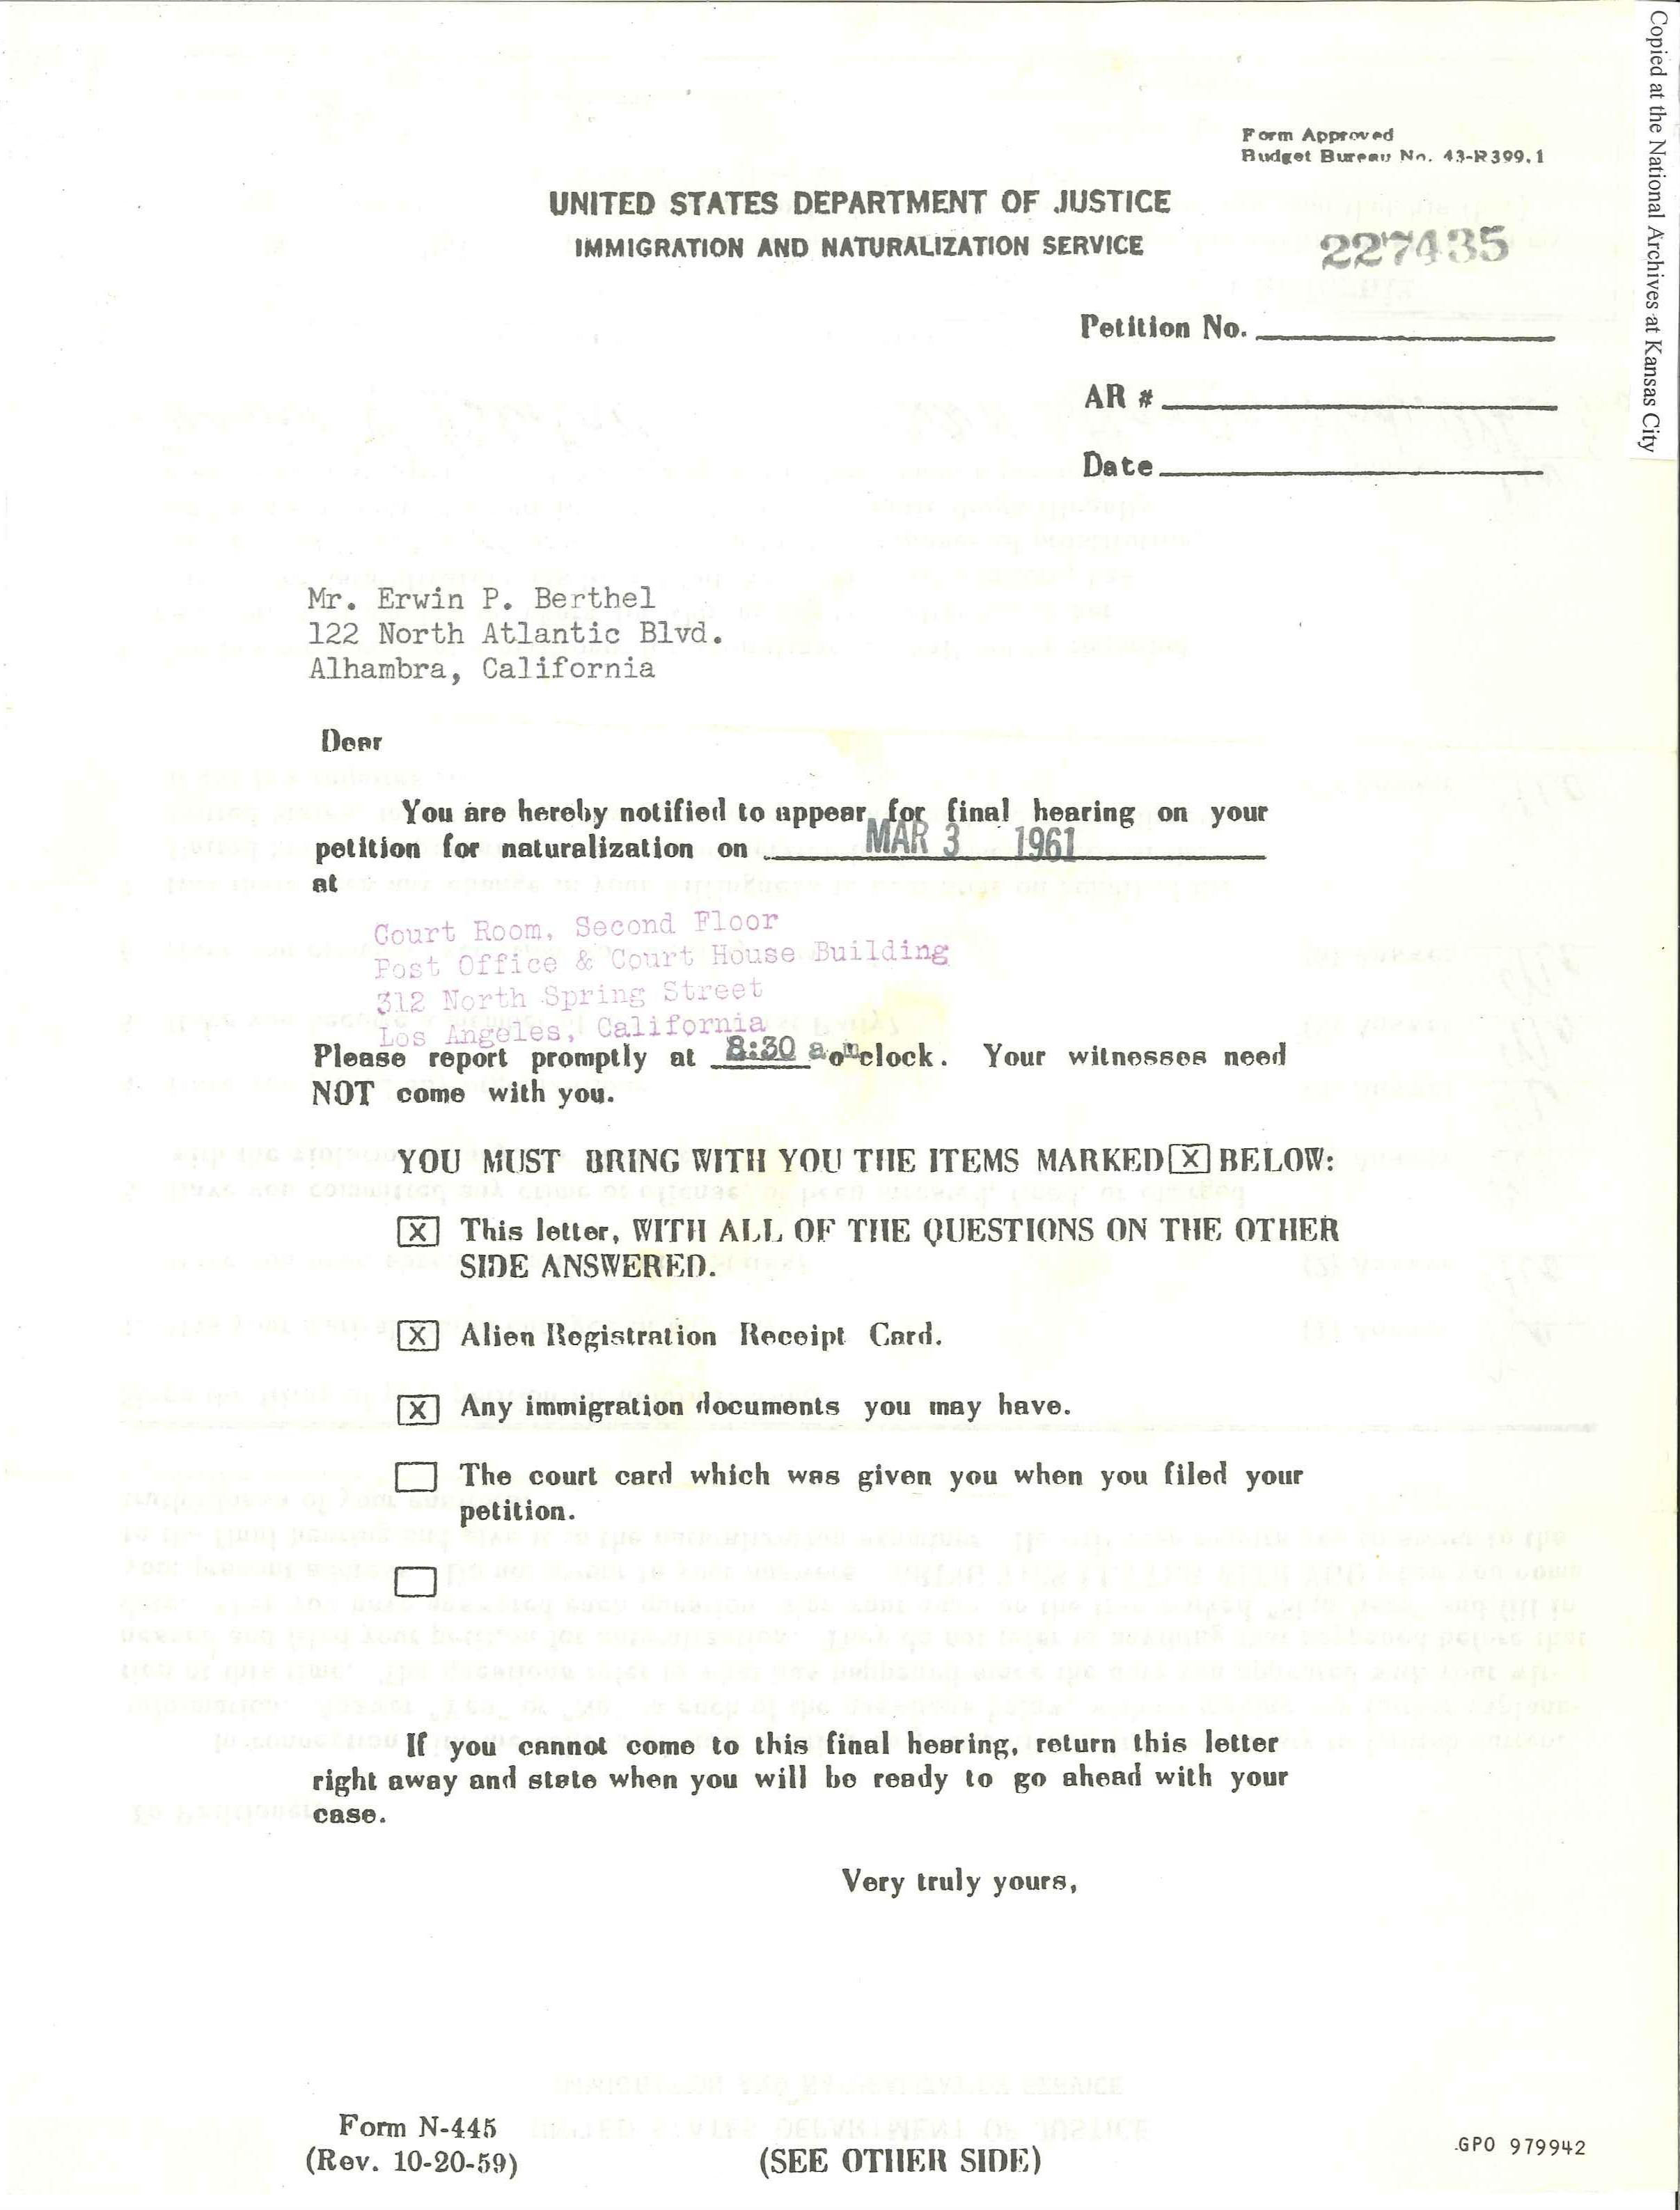 Copied at the National Archives at Kansas City
Form Approved
Budget Bureau No. 43-R399.1
UNITED STATES DEPARTMENT OF JUSTICE
IMMIGRATION AND NATURALIZATION SERVICE
227435
Petition No.
AR #
Date
Mr. Erwin P. Berthel
122 North Atlantic Blvd.
Alhambra, California
Dear
You are hereby notified to appear for final hearing on your
petition for naturalization on MAR 3 1961
at
Court Room, Second Floor
Post Office & Court House Building
312 North Spring Street
Los Angeles, California
Please report promptly at 8:30 a.m. o'clock. Your witnesses need
NOT come with you.
YOU MUST BRING WITH YOU THE ITEMS MARKED X BELOW:
X This letter, WITH ALL OF THE QUESTIONS ON THE OTHER
SIDE ANSWERED.
X Alien Registration Receipt Card.
X Any immigration documents you may have.
The court card which was given you when you filed your
petition.
If you cannot come to this final hearing, return this letter
right away and state when you will be ready to go ahead with your
case.
Very truly yours,
Form N-445
(Rev. 10-20-59)
(SEE OTHER SIDE)
GPO 979942